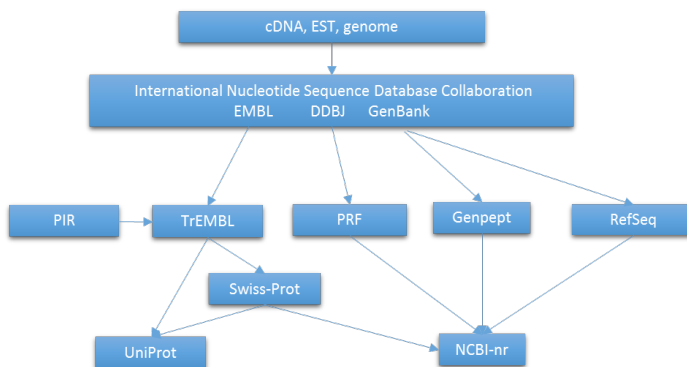 cDNA, EST, genome
International Nucleotide Sequence Database Collaboration
EMBL DDBJ GenBank
PIR
TrEMBL
PRF
Genpept
RefSeq
Swiss-Prot
UniProt
NCBI-nr